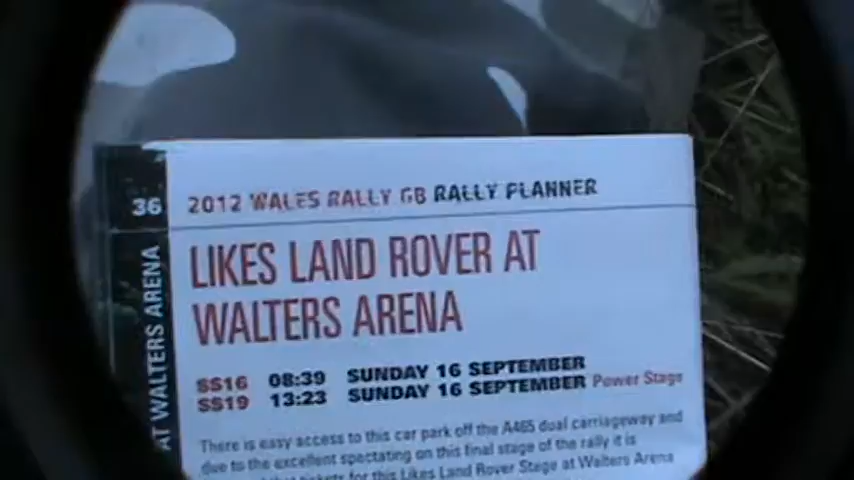 36
2012 WALES RALLY GB RALLY PLANNER
AT WALTERS ARENA
LIKES LAND ROVER AT
WALTERS ARENA
SS16 08:39 SUNDAY 16 SEPTEMBER
SS19 13:23 SUNDAY 16 SEPTEMBER Power Stage
There is easy access to this car park off the A465 dual carriageway and
due to the excellent spectating on this final stage of the rally it is
tickets for this Likes Land Rover Stage at Walters Arena